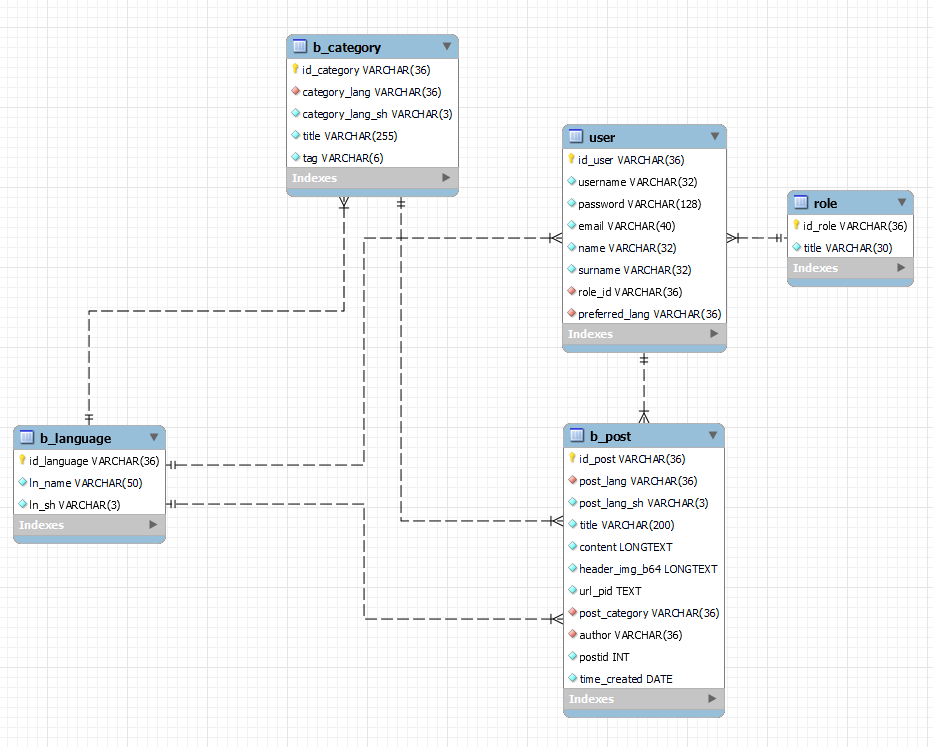 b_category
id_category VARCHAR(36)
category_lang VARCHAR(36)
category_lang_sh VARCHAR(3)
title VARCHAR(255)
tag VARCHAR(6)
Indexes
user
id_user VARCHAR(36)
username VARCHAR(32)
password VARCHAR(128)
email VARCHAR(40)
name VARCHAR(32)
surname VARCHAR(32)
role_id VARCHAR(36)
preferred_lang VARCHAR(36)
Indexes
role
id_role VARCHAR(36)
title VARCHAR(30)
Indexes
b_language
id_language VARCHAR(36)
ln_name VARCHAR(50)
ln_sh VARCHAR(3)
Indexes
b_post
id_post VARCHAR(36)
post_lang VARCHAR(36)
post_lang_sh VARCHAR(3)
title VARCHAR(200)
content LONGTEXT
header_img_b64 LONGTEXT
url_pid TEXT
post_category VARCHAR(36)
author VARCHAR(36)
postid INT
time_created DATE
Indexes